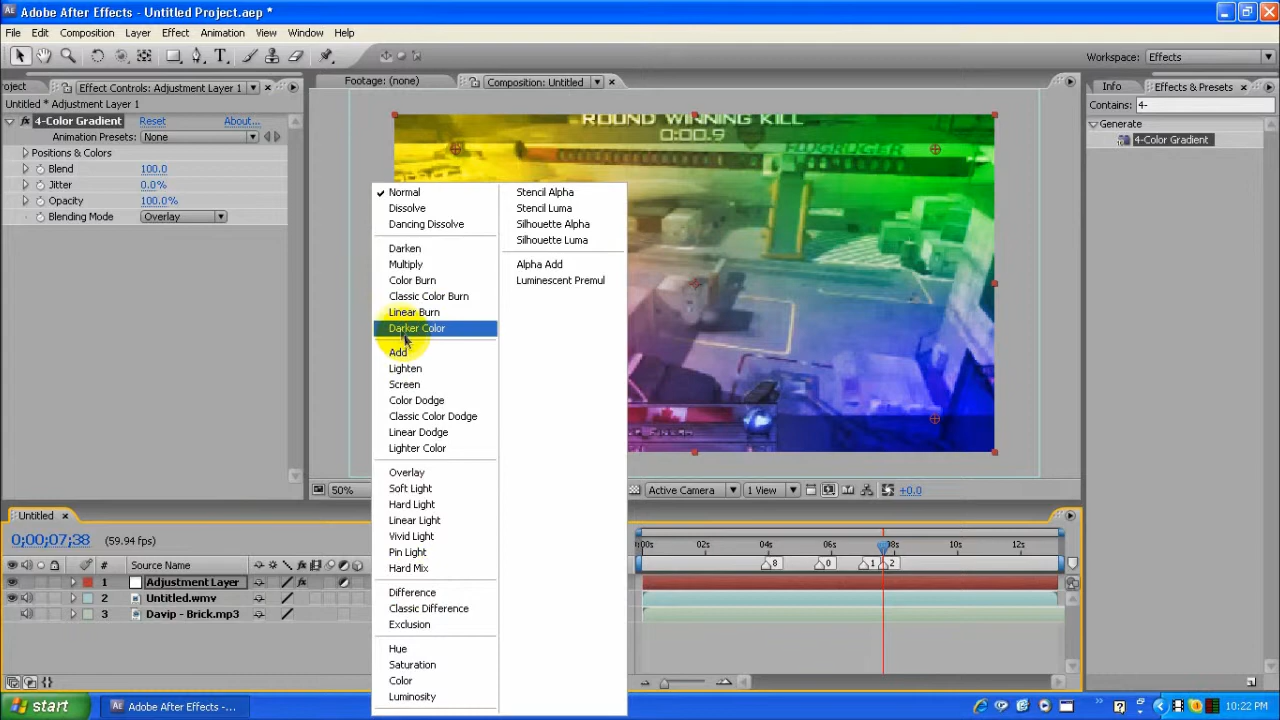 Adobe After Effects - Untitled Project.aep *
File Edit Composition Layer Effect Animation View Window Help
Workspace: Effects
oject Effect Controls: Adjustment Layer 1
Footage: (none) Composition: Untitled
Info Effects & Presets
Untitled * Adjustment Layer 1
Contains: 4-
4-Color Gradient Reset About...
Generate
Animation Presets: None
4-Color Gradient
Positions & Colors
Blend 100.0
Jitter 0.0%
Opacity 100.0%
Blending Mode Overlay
ROUND WINNING KILL
0:00.9
FLUGRÜGER
Normal
Dissolve
Dancing Dissolve
Darken
Multiply
Color Burn
Classic Color Burn
Linear Burn
Darker Color
Add
Lighten
Screen
Color Dodge
Classic Color Dodge
Linear Dodge
Lighter Color
Overlay
Soft Light
Hard Light
Linear Light
Vivid Light
Pin Light
Hard Mix
Difference
Classic Difference
Exclusion
Hue
Saturation
Color
Luminosity
Stencil Alpha
Stencil Luma
Silhouette Alpha
Silhouette Luma
Alpha Add
Luminescent Premul
50% Active Camera 1 View +0.0
Untitled
0;00;07;38 (59.94 fps)
:00s 02s 04s 06s 08s 10s 12s
# Source Name
8 0 1 2
1 Adjustment Layer
2 Untitled.wmv
3 Davip - Brick.mp3
start Adobe After Effects - ... 10:22 PM